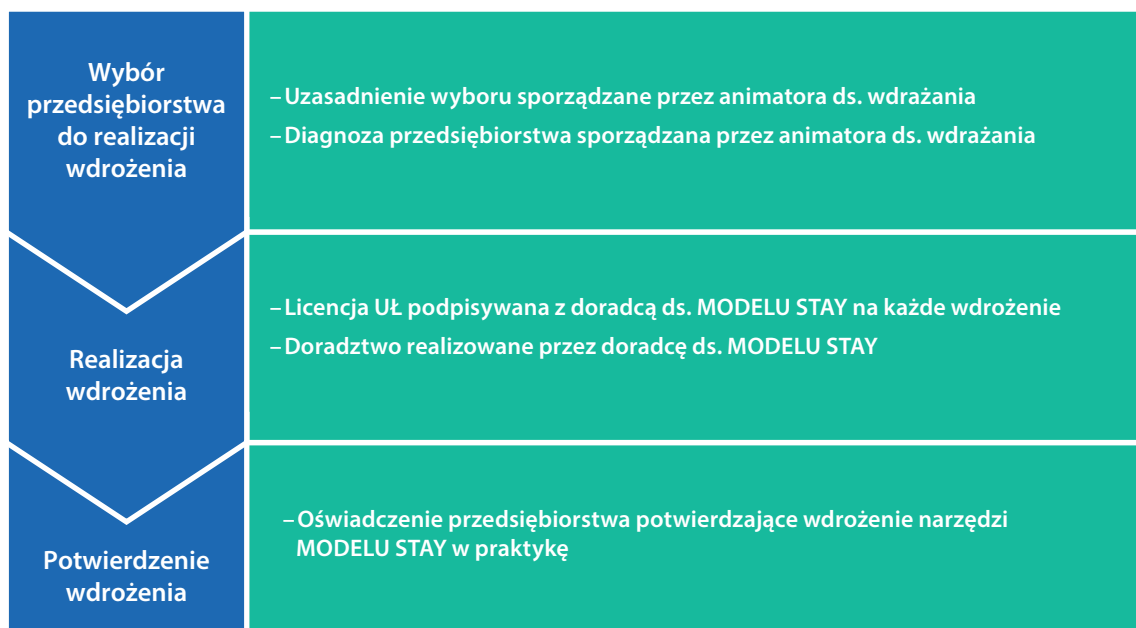 Wybór
przedsiębiorstwa
do realizacji
wdrożenia
– Uzasadnienie wyboru sporządzane przez animatora ds. wdrażania
– Diagnoza przedsiębiorstwa sporządzana przez animatora ds. wdrażania
Realizacja
wdrożenia
– Licencja UŁ podpisywana z doradcą ds. MODELU STAY na każde wdrożenie
– Doradztwo realizowane przez doradcę ds. MODELU STAY
Potwierdzenie
wdrożenia
– Oświadczenie przedsiębiorstwa potwierdzające wdrożenie narzędzi
MODELU STAY w praktykę